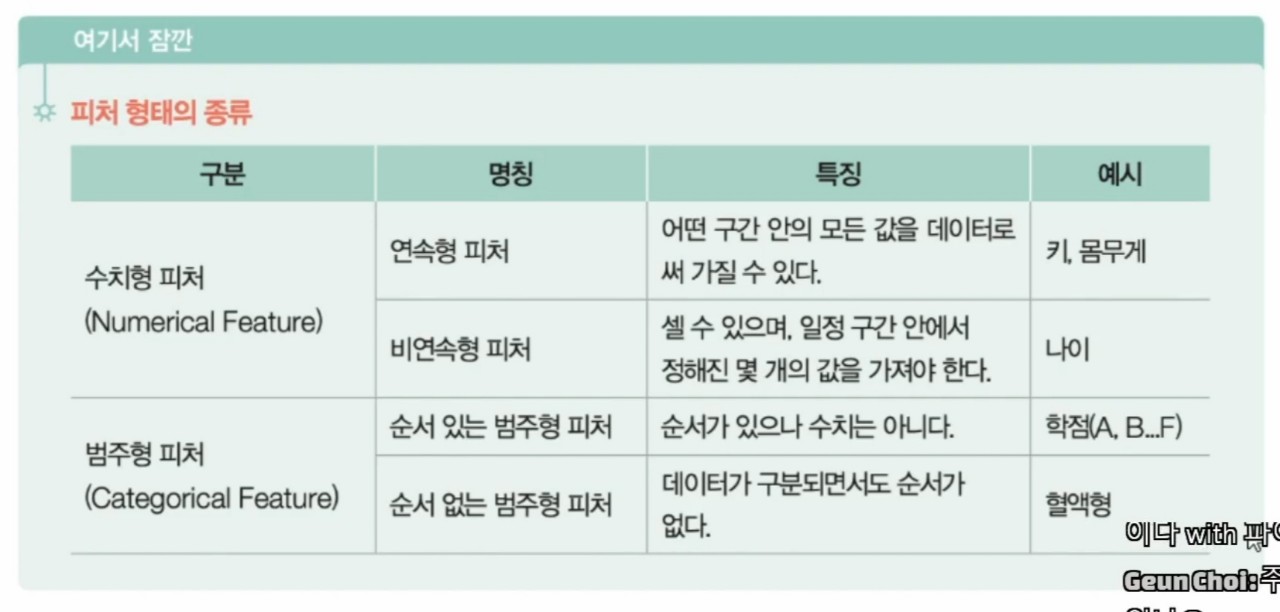 여기서 잠깐
피처 형태의 종류
구분 명칭 특징 예시
수치형 피처
(Numerical Feature)
연속형 피처
어떤 구간 안의 모든 값을 데이터로
써 가질 수 있다.
키, 몸무게
비연속형 피처
셀 수 있으며, 일정 구간 안에서
정해진 몇 개의 값을 가져야 한다.
나이
범주형 피처
(Categorical Feature)
순서 있는 범주형 피처
순서가 있으나 수치는 아니다.
학점(A, B...F)
순서 없는 범주형 피처
데이터가 구분되면서도 순서가
없다.
혈액형
이다 with
Geun Choi: 주